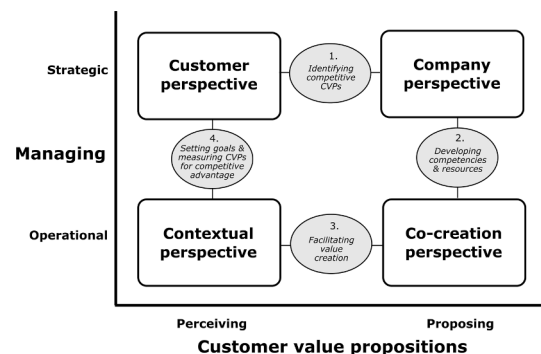 Strategic
Customer
perspective
1.
Identifying
competitive
CVPs
Company
perspective
Managing
4.
Setting goals &
measuring CVPs
for competitive
advantage
2.
Developing
competencies
& resources
Operational
Contextual
perspective
3.
Facilitating
value
creation
Co-creation
perspective
Perceiving
Proposing
Customer value propositions